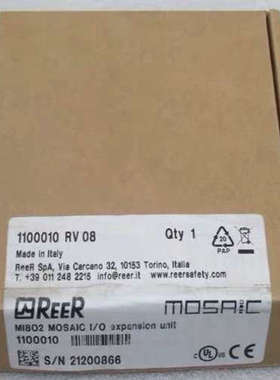 1100010 RV 08 Qty 1
Made in Italy
20
PAP
ReeR SpA, Via Carcano 32, 10153 Torino, Italia
T. +39 011 248 2215 info@reer.it www.reersafety.com
REER MOSAIC
MI8O2 MOSAIC I/O expansion unit
1100010
S/N 21200866